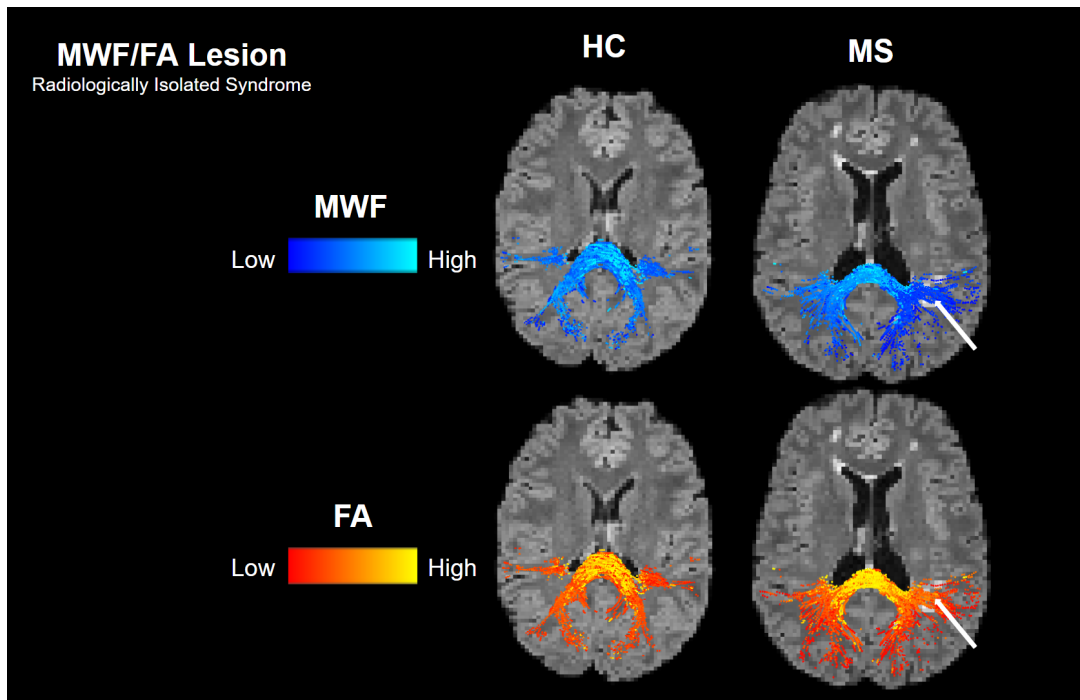 MWF/FA Lesion
Radiologically Isolated Syndrome
HC
MS
MWF
Low
High
FA
Low
High